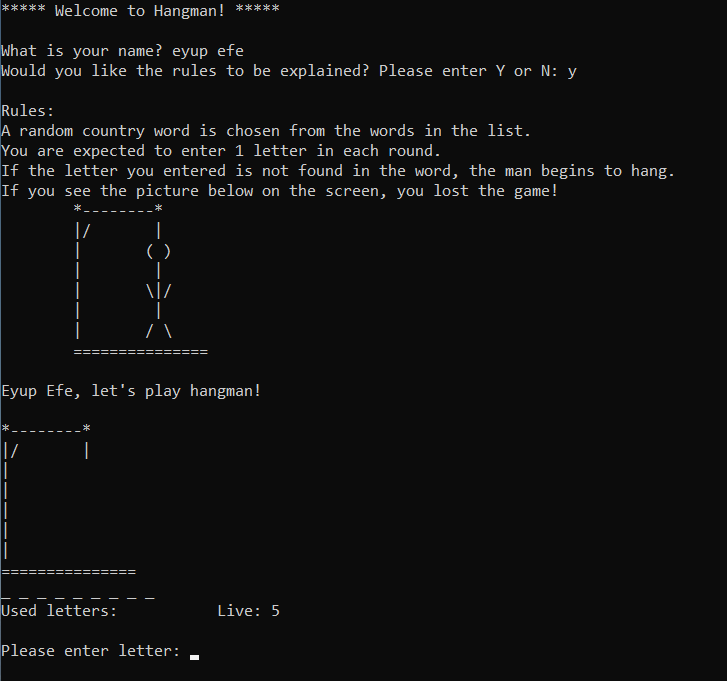 ***** Welcome to Hangman! *****
What is your name? eyup efe
Would you like the rules to be explained? Please enter Y or N: y
Rules:
A random country word is chosen from the words in the list.
You are expected to enter 1 letter in each round.
If the letter you entered is not found in the word, the man begins to hang.
If you see the picture below on the screen, you lost the game!
        *--------*
        |/       |
        |       ( )
        |        |
        |       \|/
        |        |
        |       / \
        ===============
Eyup Efe, let's play hangman!
*--------*
|/       |
|
|
|
|
|
===============
_ _ _ _ _ _ _ _ _
Used letters:           Live: 5
Please enter letter: